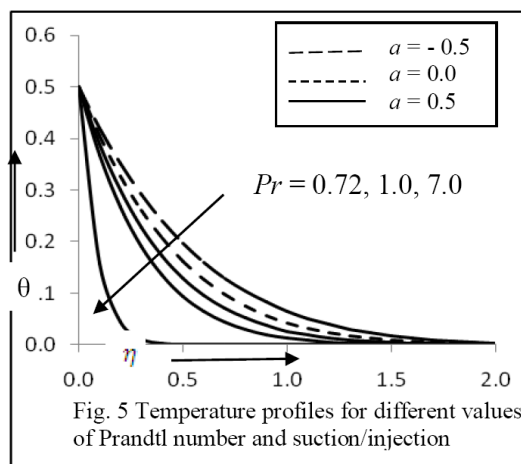 0.6
0.5
0.4
0.3
0.2
0.1
0.0
θ
a = - 0.5
a = 0.0
a = 0.5
Pr = 0.72, 1.0, 7.0
η
0.0 0.5 1.0 1.5 2.0
Fig. 5 Temperature profiles for different values
of Prandtl number and suction/injection